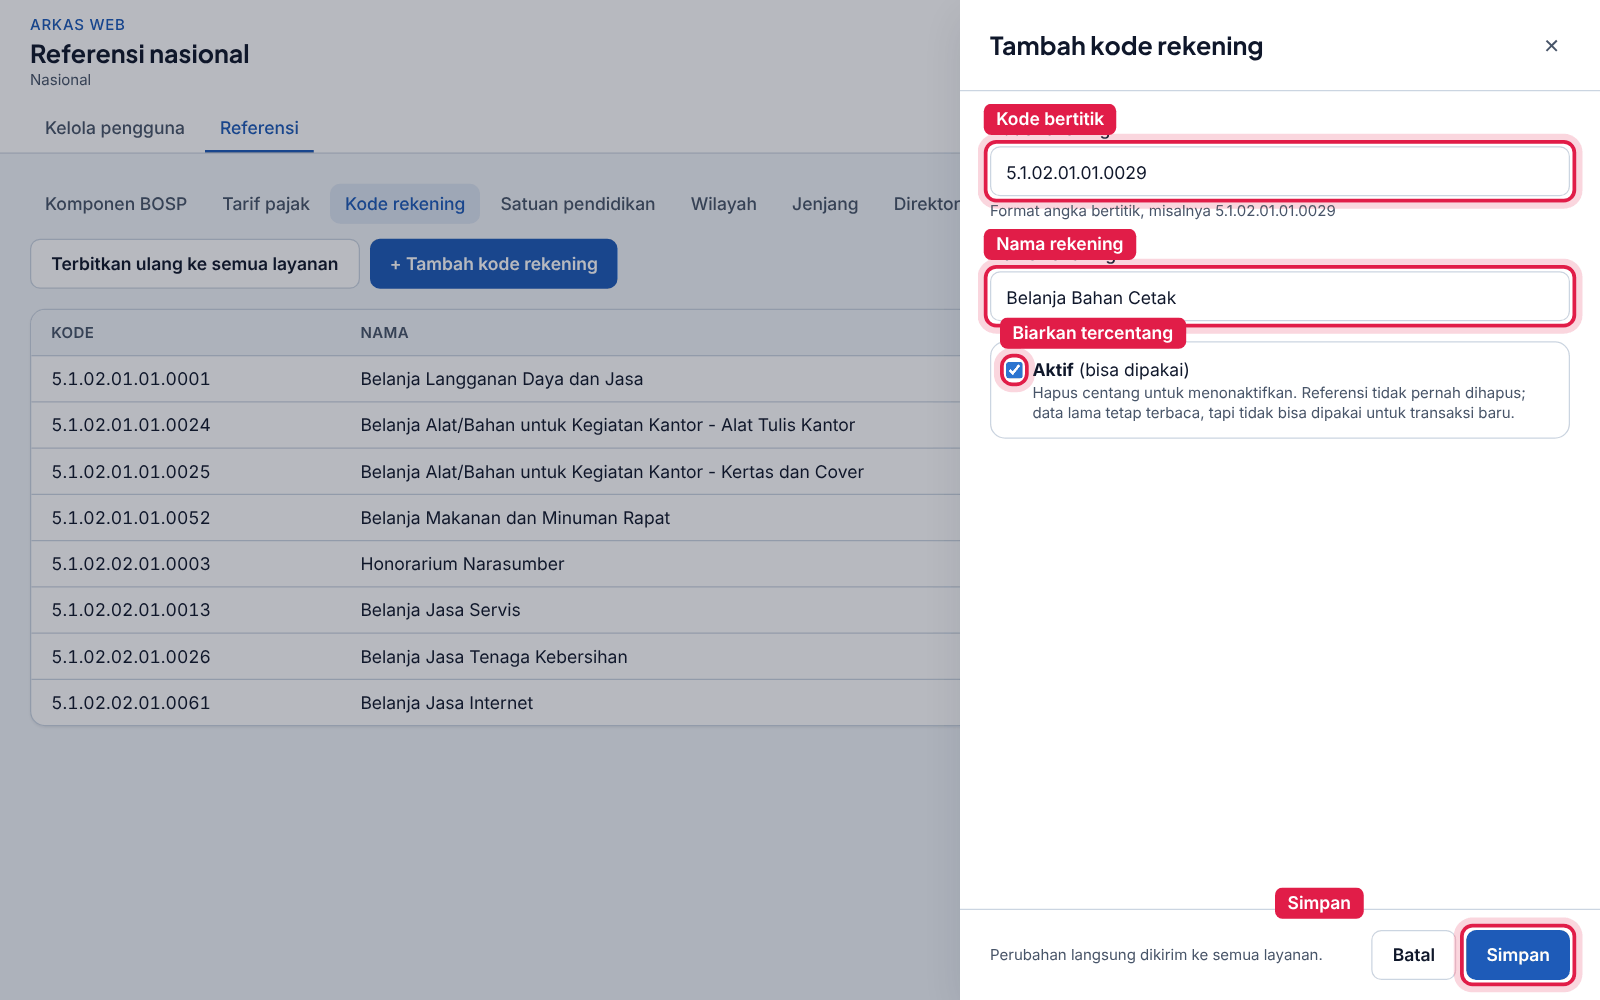 ARKAS WEB
Referensi nasional
Nasional
Kelola pengguna
Referensi
Komponen BOSP
Tarif pajak
Kode rekening
Satuan pendidikan
Wilayah
Jenjang
Terbitkan ulang ke semua layanan
+ Tambah kode rekening
KODE NAMA
5.1.02.01.01.0001 Belanja Langganan Daya dan Jasa
5.1.02.01.01.0024 Belanja Alat/Bahan untuk Kegiatan Kantor - Alat Tulis Kantor
5.1.02.01.01.0025 Belanja Alat/Bahan untuk Kegiatan Kantor - Kertas dan Cover
5.1.02.01.01.0052 Belanja Makanan dan Minuman Rapat
5.1.02.02.01.0003 Honorarium Narasumber
5.1.02.02.01.0013 Belanja Jasa Servis
5.1.02.02.01.0026 Belanja Jasa Tenaga Kebersihan
5.1.02.02.01.0061 Belanja Jasa Internet
Tambah kode rekening
×
Kode bertitik
5.1.02.01.01.0029
Format angka bertitik, misalnya 5.1.02.01.01.0029
Nama rekening
Belanja Bahan Cetak
Biarkan tercentang
Aktif (bisa dipakai)
Hapus centang untuk menonaktifkan. Referensi tidak pernah dihapus;
data lama tetap terbaca, tapi tidak bisa dipakai untuk transaksi baru.
Simpan
Perubahan langsung dikirim ke semua layanan.
Batal
Simpan